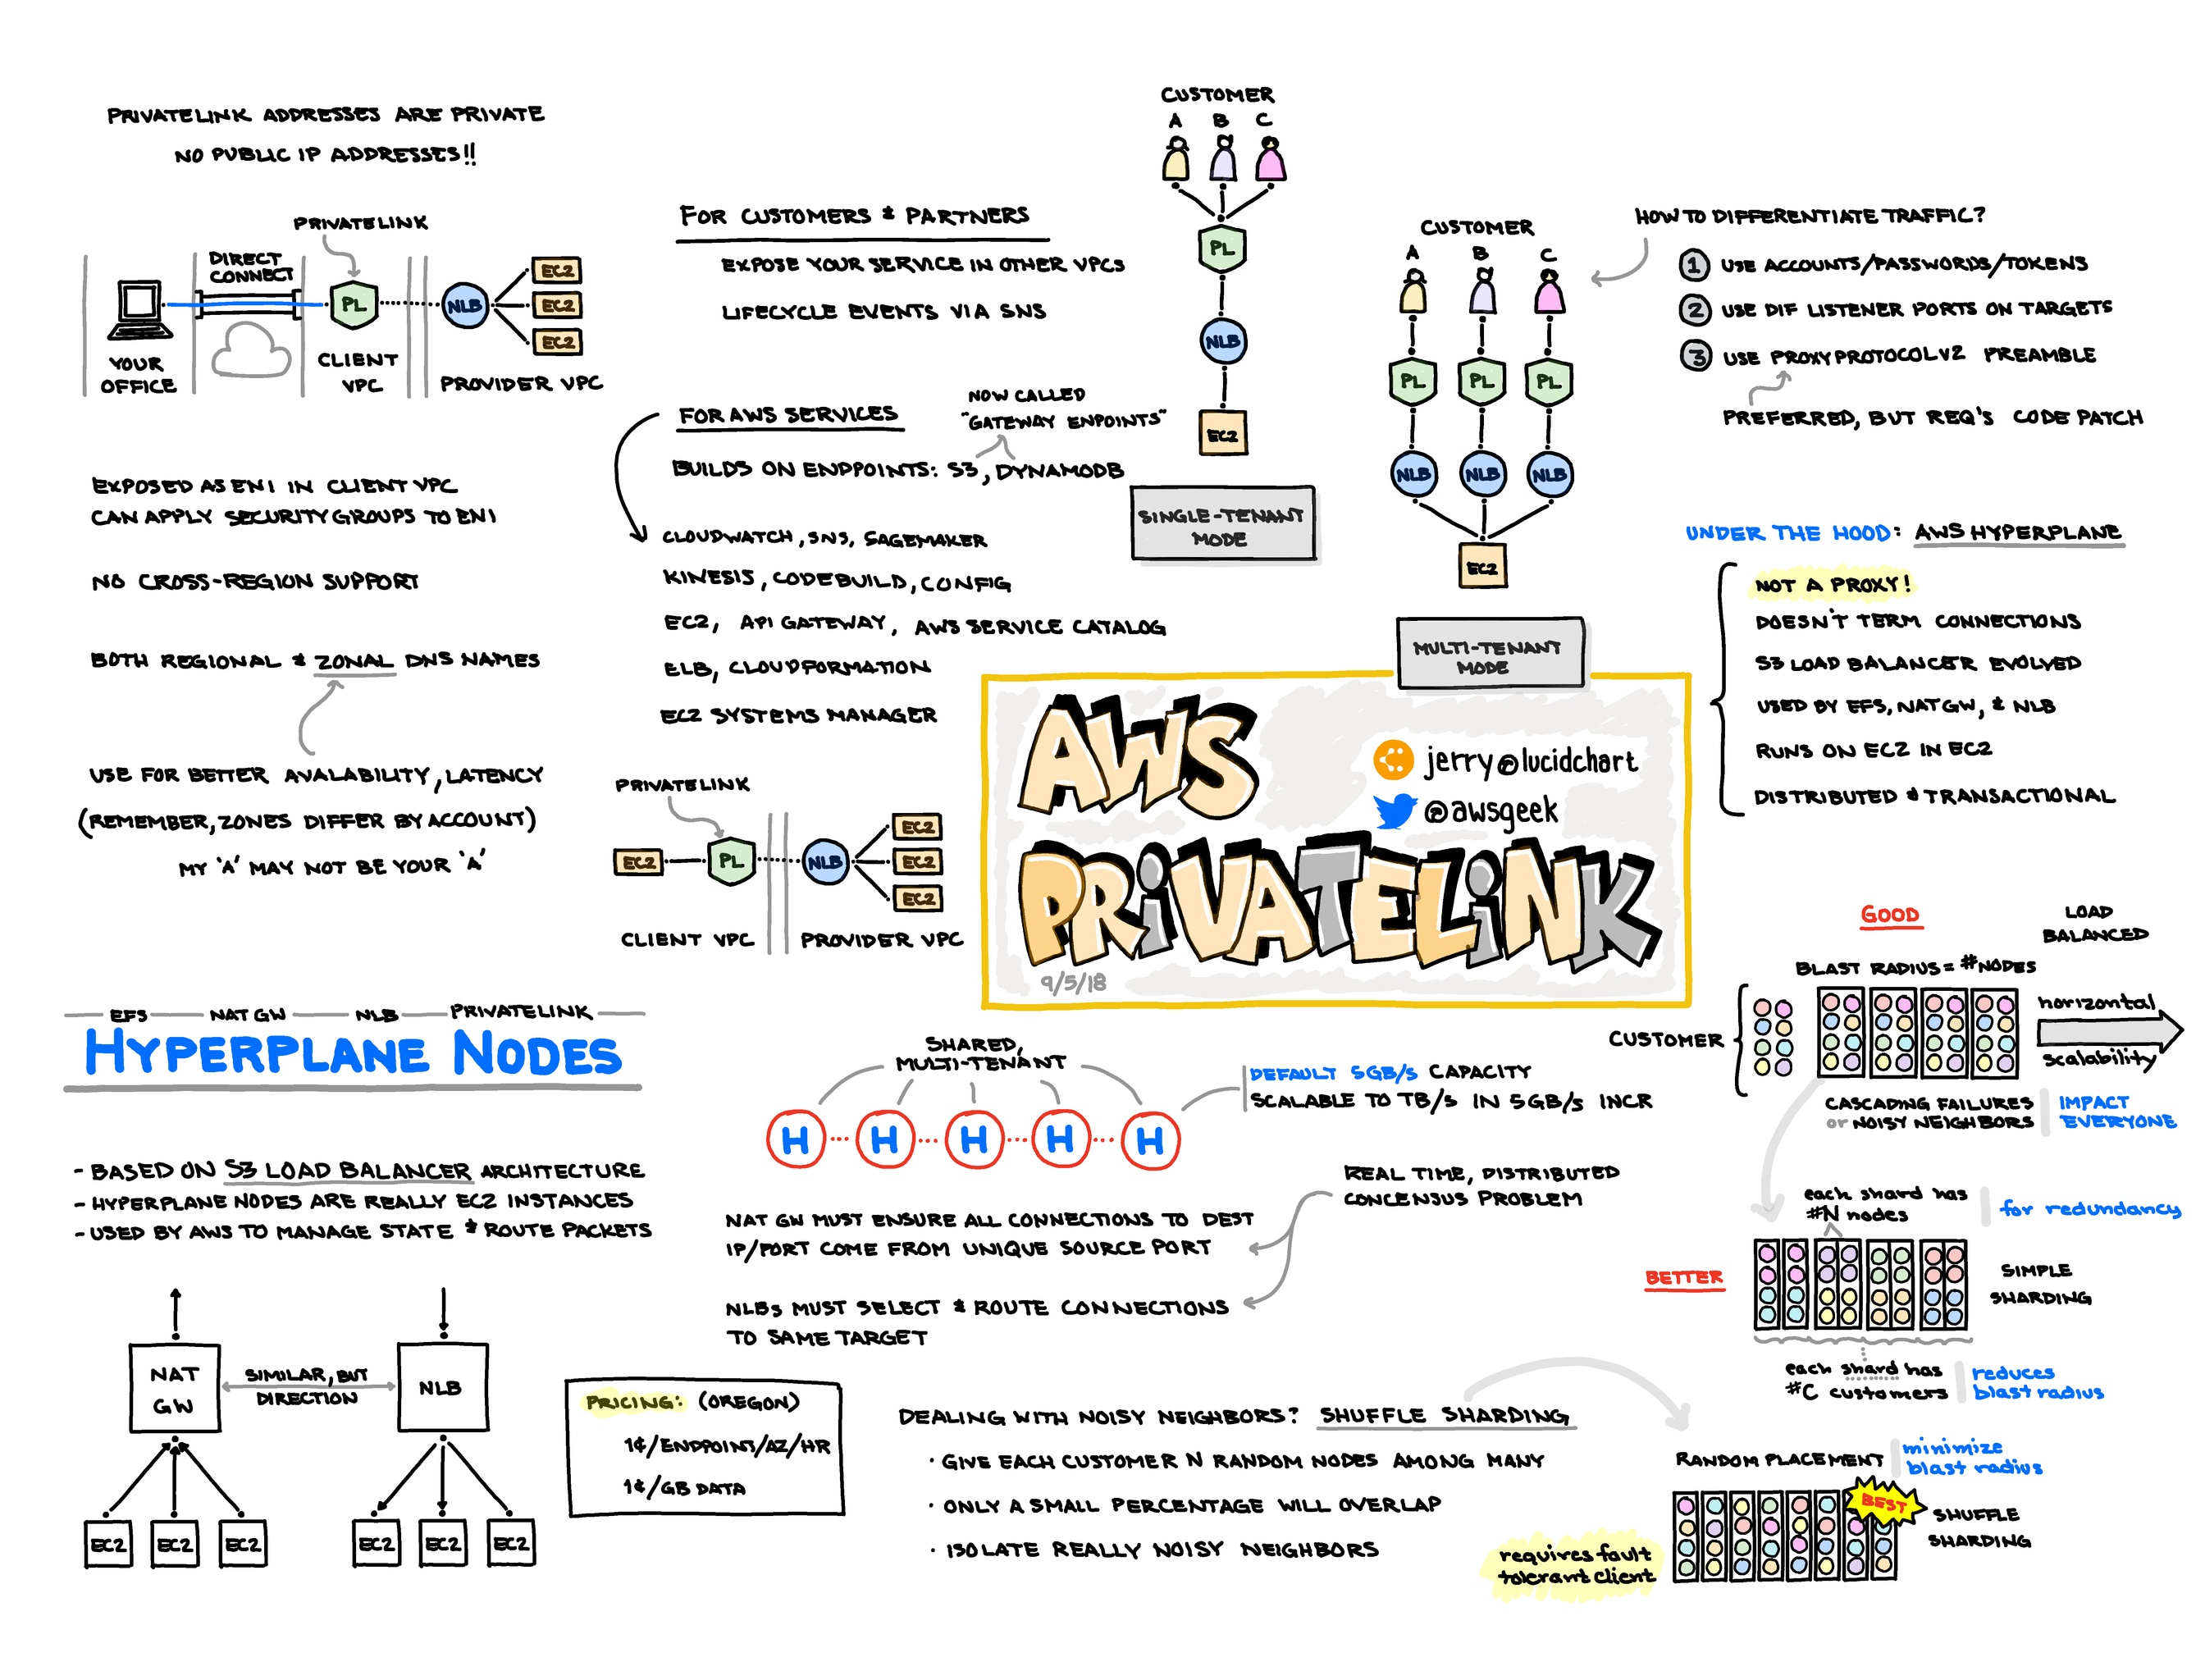 PRIVATELINK ADDRESSES ARE PRIVATE
NO PUBLIC IP ADDRESSES!!
PRIVATELINK
DIRECT
CONNECT
PL
NLB
EC2
EC2
EC2
YOUR
OFFICE
CLIENT
VPC
PROVIDER VPC
EXPOSED AS ENI IN CLIENT VPC
CAN APPLY SECURITY GROUPS TO ENI
NO CROSS-REGION SUPPORT
BOTH REGIONAL & ZONAL DNS NAMES
USE FOR BETTER AVALABILITY, LATENCY
(REMEMBER, ZONES DIFFER BY ACCOUNT)
MY 'A' MAY NOT BE YOUR 'A'
FOR CUSTOMERS & PARTNERS
EXPOSE YOUR SERVICE IN OTHER VPCS
LIFECYCLE EVENTS VIA SNS
FOR AWS SERVICES
NOW CALLED
"GATEWAY ENPOINTS"
BUILDS ON ENDPOINTS: S3, DYNAMODB
CLOUDWATCH, SNS, SAGEMAKER
KINESIS, CODEBUILD, CONFIG
EC2, API GATEWAY, AWS SERVICE CATALOG
ELB, CLOUDFORMATION
EC2 SYSTEMS MANAGER
PRIVATELINK
EC2
PL
NLB
EC2
EC2
EC2
CLIENT VPC
PROVIDER VPC
CUSTOMER
A B C
PL
NLB
EC2
SINGLE-TENANT
MODE
CUSTOMER
A B C
PL PL PL
NLB NLB NLB
EC2
MULTI-TENANT
MODE
HOW TO DIFFERENTIATE TRAFFIC?
1 USE ACCOUNTS/PASSWORDS/TOKENS
2 USE DIF LISTENER PORTS ON TARGETS
3 USE PROXYPROTOCOLV2 PREAMBLE
PREFERRED, BUT REQ'S CODE PATCH
UNDER THE HOOD: AWS HYPERPLANE
NOT A PROXY!
DOESN'T TERM CONNECTIONS
S3 LOAD BALANCER EVOLVED
USED BY EFS, NAT GW, & NLB
RUNS ON EC2 IN EC2
DISTRIBUTED & TRANSACTIONAL
AWS
PRiVATELiNK
jerry@lucidchart
@awsgeek
9/5/18
EFS NAT GW NLB PRIVATELINK
HYPERPLANE NODES
- BASED ON S3 LOAD BALANCER ARCHITECTURE
- HYPERPLANE NODES ARE REALLY EC2 INSTANCES
- USED BY AWS TO MANAGE STATE & ROUTE PACKETS
NAT
GW
SIMILAR, BUT
DIRECTION
NLB
EC2 EC2 EC2
EC2 EC2 EC2
SHARED,
MULTI-TENANT
H H H H H
DEFAULT 5GB/S CAPACITY
SCALABLE TO TB/S IN 5GB/S INCR
REAL TIME, DISTRIBUTED
CONCENSUS PROBLEM
NAT GW MUST ENSURE ALL CONNECTIONS TO DEST
IP/PORT COME FROM UNIQUE SOURCE PORT
NLBS MUST SELECT & ROUTE CONNECTIONS
TO SAME TARGET
PRICING: (OREGON)
1¢/ENDPOINT/AZ/HR
1¢/GB DATA
DEALING WITH NOISY NEIGHBORS? SHUFFLE SHARDING
· GIVE EACH CUSTOMER N RANDOM NODES AMONG MANY
· ONLY A SMALL PERCENTAGE WILL OVERLAP
· ISOLATE REALLY NOISY NEIGHBORS
GOOD
LOAD
BALANCED
BLAST RADIUS = #NODES
CUSTOMER
horizontal
scalability
CASCADING FAILURES
or NOISY NEIGHBORS
IMPACT
EVERYONE
each shard has
#N nodes
for redundancy
BETTER
SIMPLE
SHARDING
each shard has
#C customers
reduces
blast radius
RANDOM PLACEMENT
minimize
blast radius
BEST
SHUFFLE
SHARDING
requires fault
tolerant client